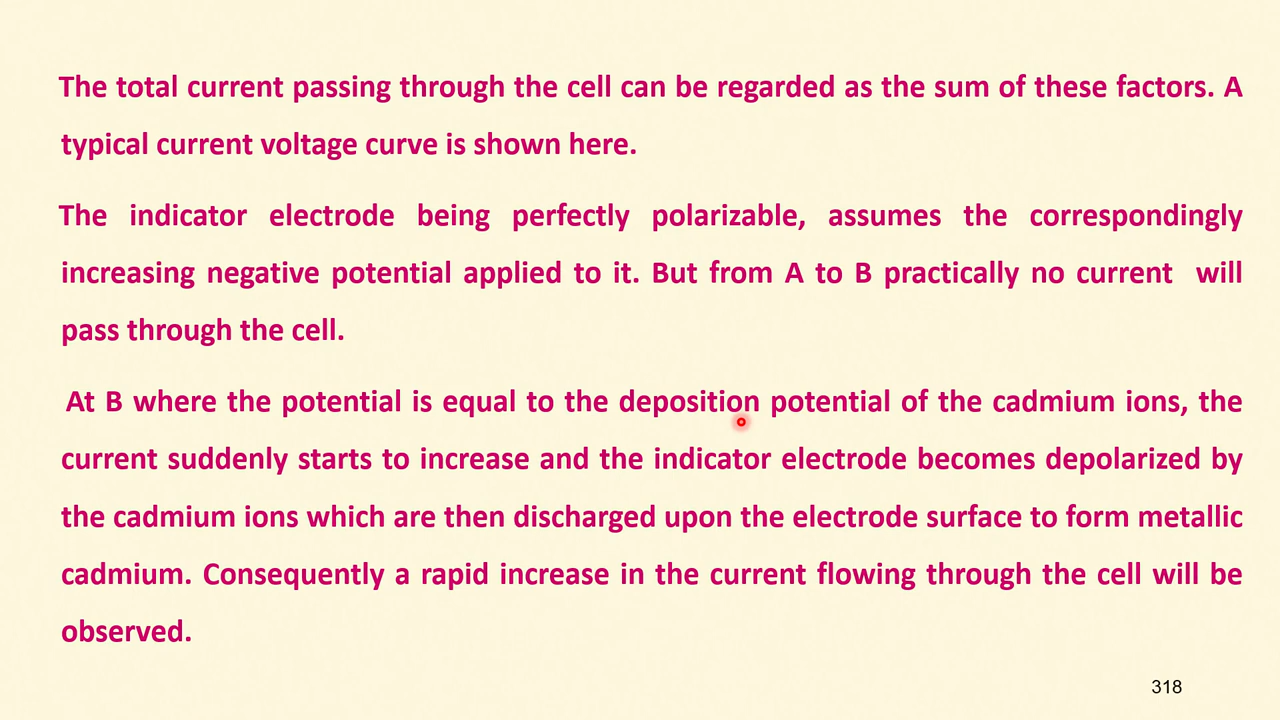 The total current passing through the cell can be regarded as the sum of these factors. A
typical current voltage curve is shown here.
The indicator electrode being perfectly polarizable, assumes the correspondingly
increasing negative potential applied to it. But from A to B practically no current will
pass through the cell.
At B where the potential is equal to the deposition potential of the cadmium ions, the
current suddenly starts to increase and the indicator electrode becomes depolarized by
the cadmium ions which are then discharged upon the electrode surface to form metallic
cadmium. Consequently a rapid increase in the current flowing through the cell will be
observed.
318